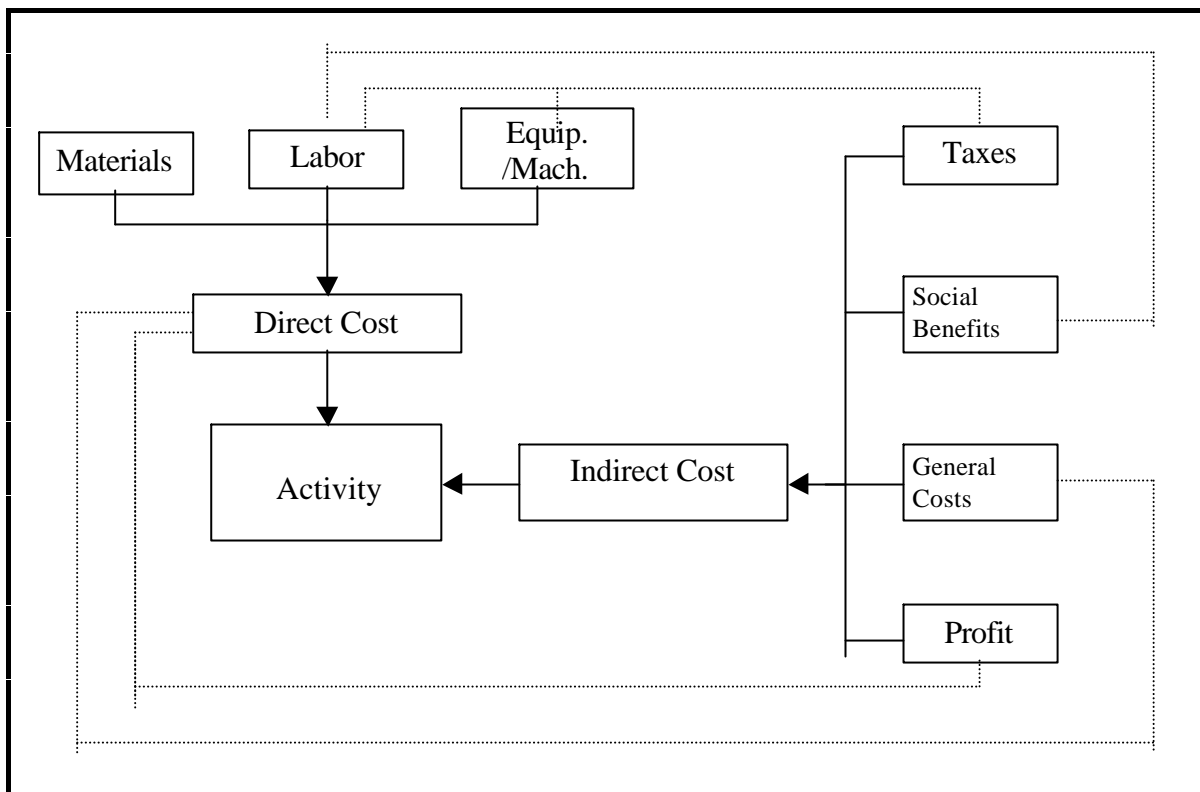 Materials
Labor
Equip.
/Mach.
Taxes
Direct Cost
Social
Benefits
Activity
Indirect Cost
General
Costs
Profit